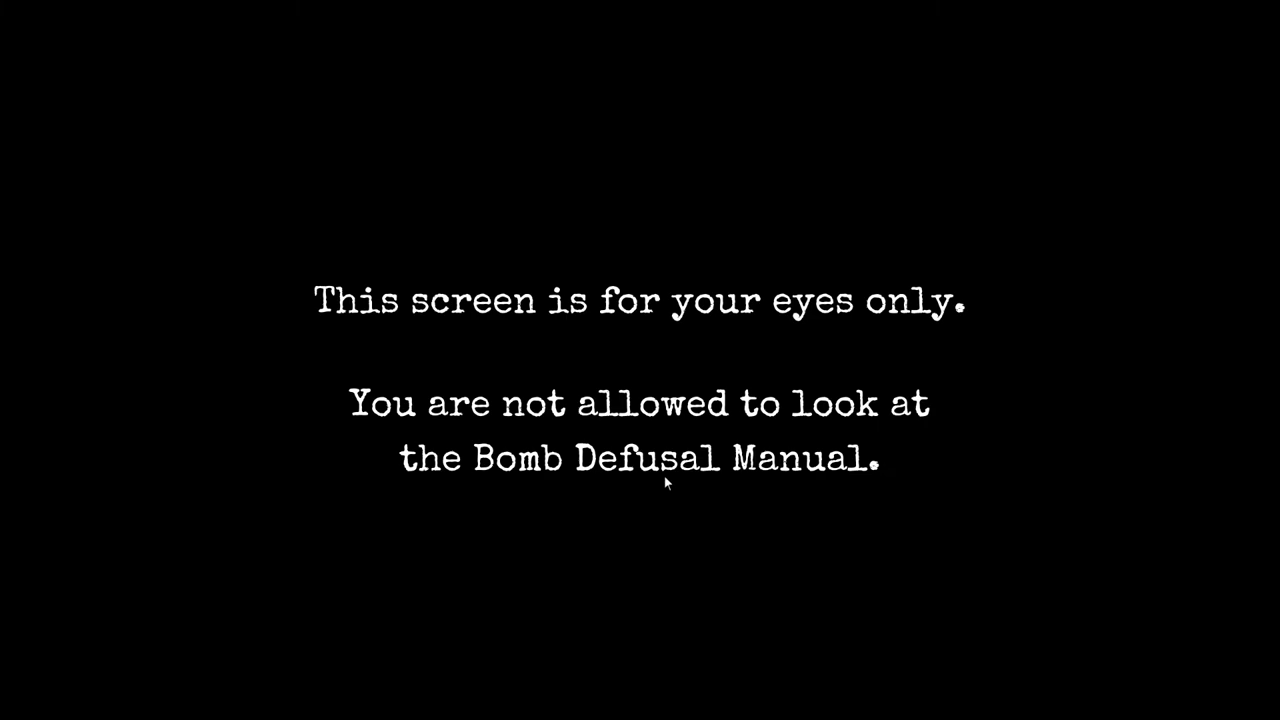 This screen is for your eyes only.
You are not allowed to look at
the Bomb Defusal Manual.